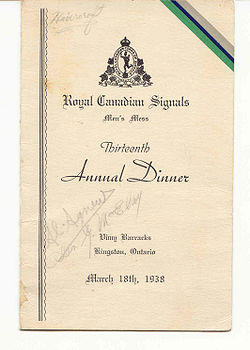 Royal Canadian Signals
Men's Mess
Thirteenth
Annual Dinner
Vimy Barracks
Kingston, Ontario
March 18th, 1938